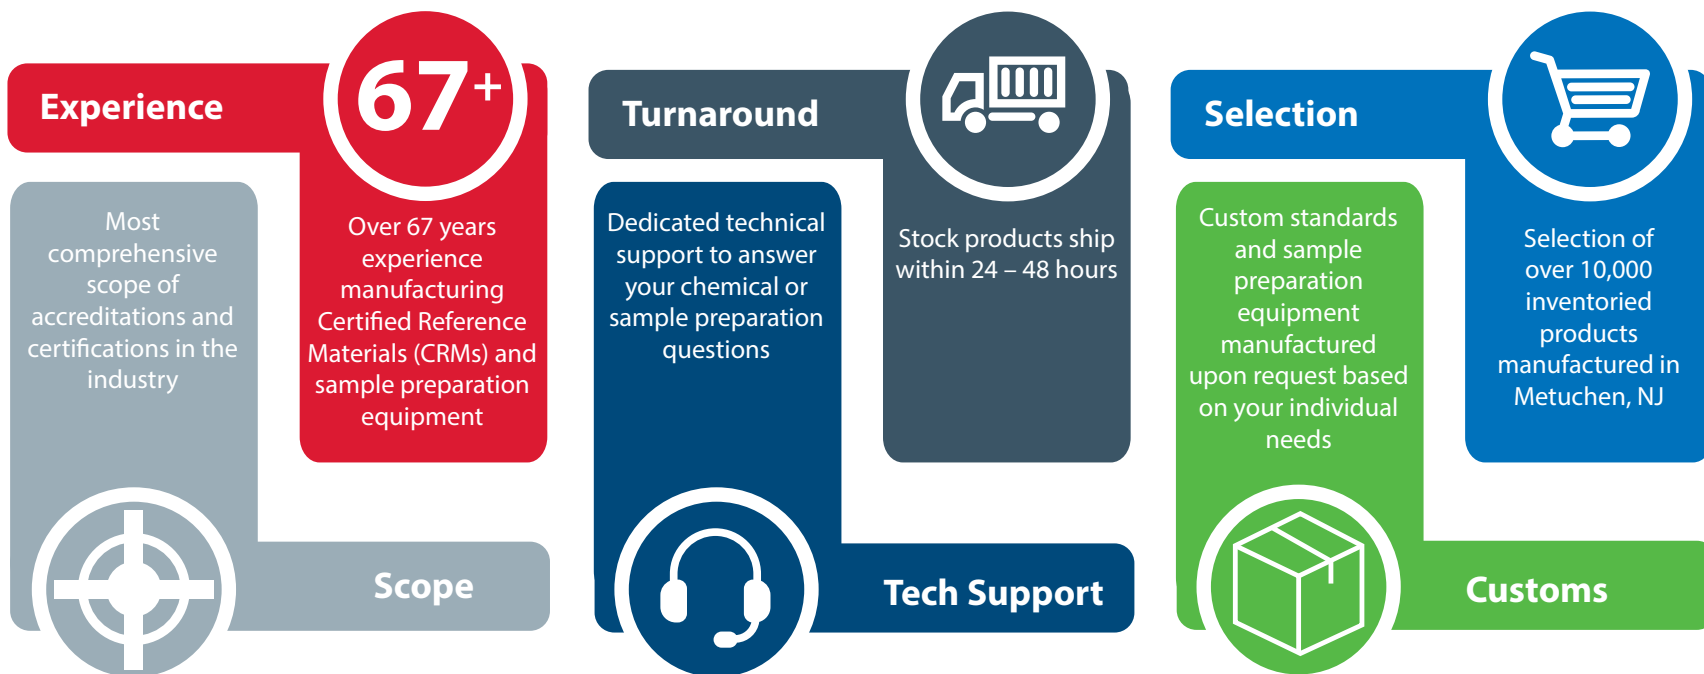 Experience
67+
Over 67 years
experience
manufacturing
Certified Reference
Materials (CRMs) and
sample preparation
equipment
Most
comprehensive
scope of
accreditations and
certifications in the
industry
Scope
Turnaround
Stock products ship
within 24 – 48 hours
Dedicated technical
support to answer
your chemical or
sample preparation
questions
Tech Support
Selection
Selection of
over 10,000
inventoried
products
manufactured in
Metuchen, NJ
Custom standards
and sample
preparation
equipment
manufactured
upon request based
on your individual
needs
Customs